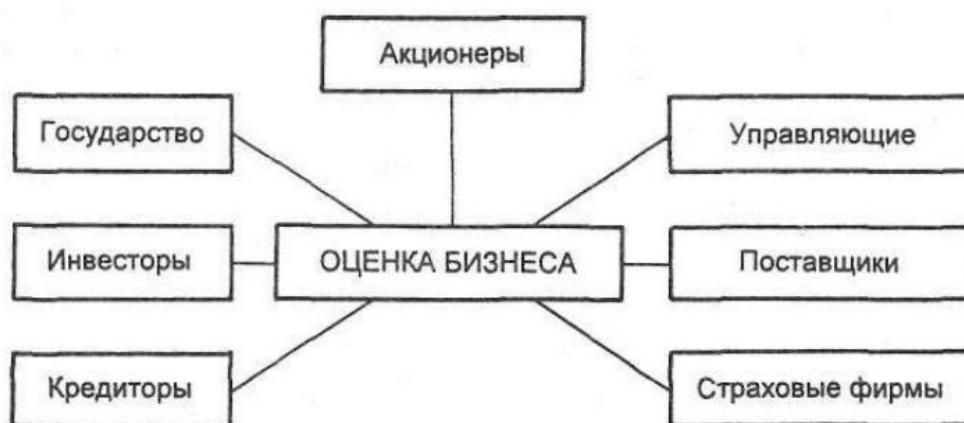 Акционеры
Государство
Управляющие
Инвесторы
ОЦЕНКА БИЗНЕСА
Поставщики
Кредиторы
Страховые фирмы